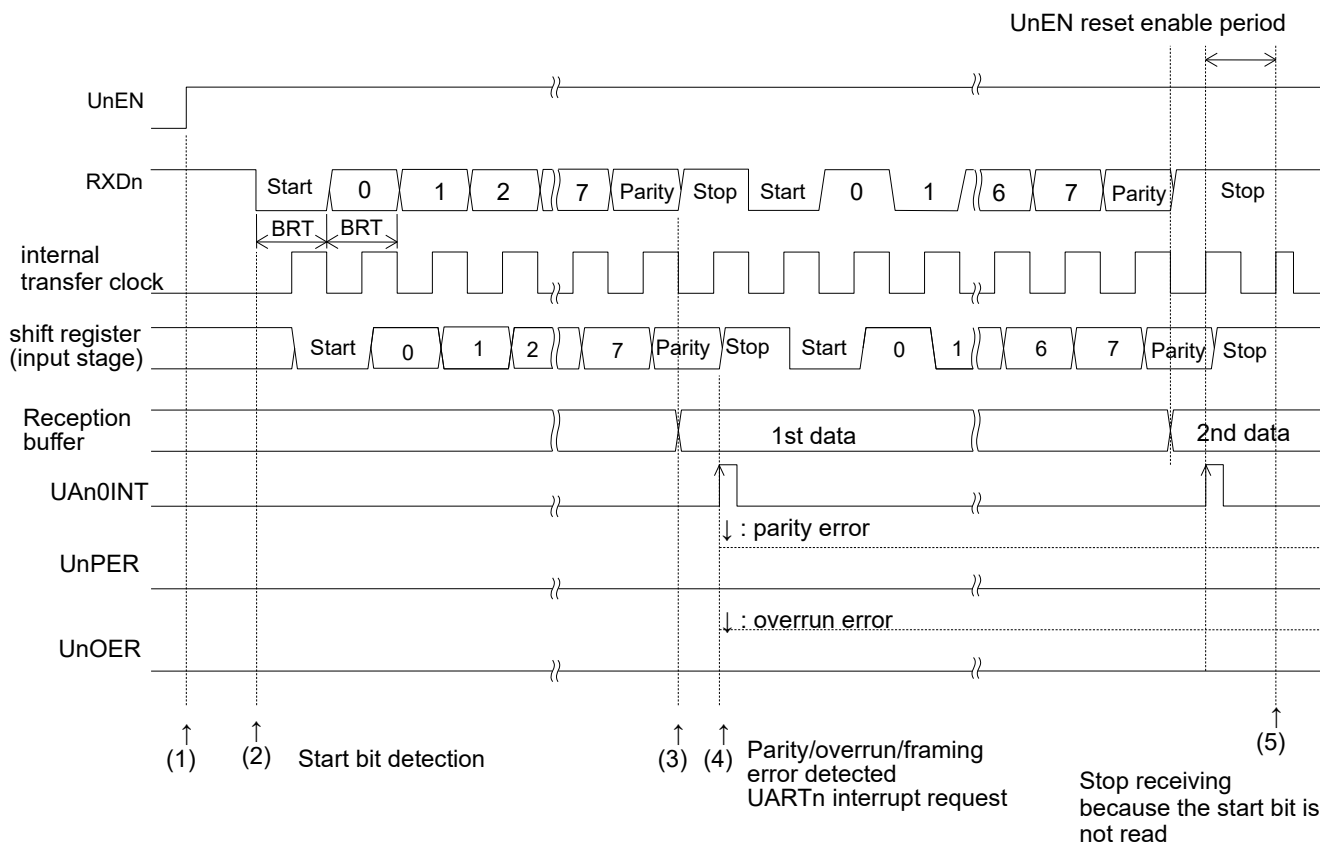 UnEN reset enable period
UnEN
RXDn
Start 0 1 2 7 Parity Stop Start 0 1 6 7 Parity Stop
BRT BRT
internal
transfer clock
shift register
(input stage)
Start 0 1 2 7 Parity Stop Start 0 1 6 7 Parity Stop
Reception
buffer
1st data 2nd data
UAn0INT
↓ : parity error
UnPER
↓ : overrun error
UnOER
↑ ↑ ↑ ↑ ↑
(1) (2) Start bit detection (3) (4) (5)
Parity/overrun/framing
error detected
UARTn interrupt request
Stop receiving
because the start bit is
not read